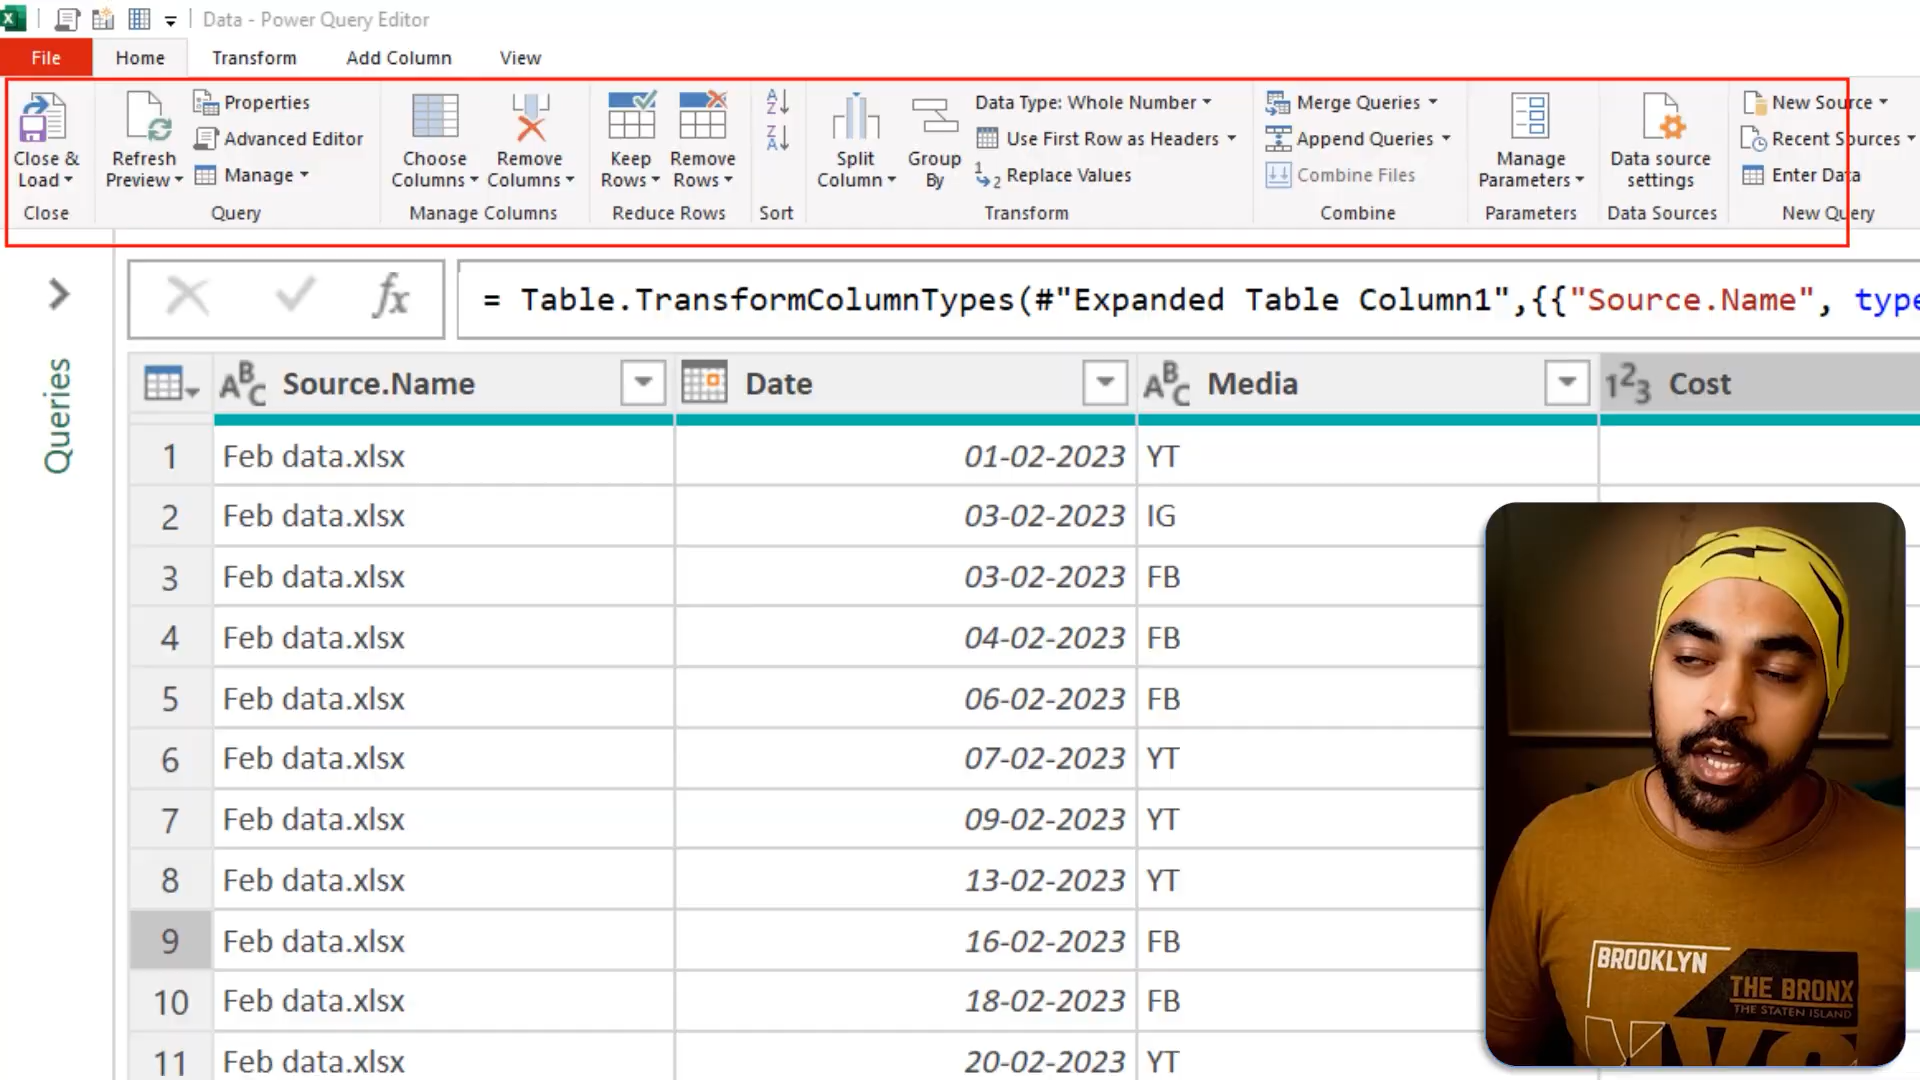 Data - Power Query Editor
File Home Transform Add Column View
Close & Load
Close
Refresh Preview
Properties
Advanced Editor
Manage
Query
Choose Columns
Remove Columns
Manage Columns
Keep Rows
Remove Rows
Reduce Rows
Sort
Split Column
Group By
Data Type: Whole Number
Use First Row as Headers
Replace Values
Transform
Merge Queries
Append Queries
Combine Files
Combine
Manage Parameters
Parameters
Data source settings
Data Sources
New Source
Recent Sources
Enter Data
New Query
Queries
fx = Table.TransformColumnTypes(#"Expanded Table Column1",{{"Source.Name", type
ABC Source.Name Date ABC Media 123 Cost
1 Feb data.xlsx 01-02-2023 YT
2 Feb data.xlsx 03-02-2023 IG
3 Feb data.xlsx 03-02-2023 FB
4 Feb data.xlsx 04-02-2023 FB
5 Feb data.xlsx 06-02-2023 FB
6 Feb data.xlsx 07-02-2023 YT
7 Feb data.xlsx 09-02-2023 YT
8 Feb data.xlsx 13-02-2023 YT
9 Feb data.xlsx 16-02-2023 FB
10 Feb data.xlsx 18-02-2023 FB
11 Feb data.xlsx 20-02-2023 YT
BROOKLYN
THE BRONX
THE STATEN ISLAND